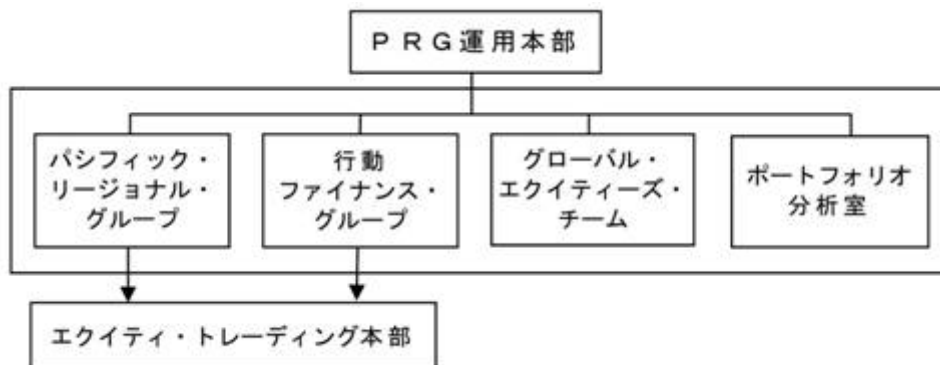 ＰＲＧ運用本部
パシフィック・
リージョナル・
グループ
行動
ファイナンス・
グループ
グローバル・
エクイティーズ・
チーム
ポートフォリオ
分析室
エクイティ・トレーディング本部